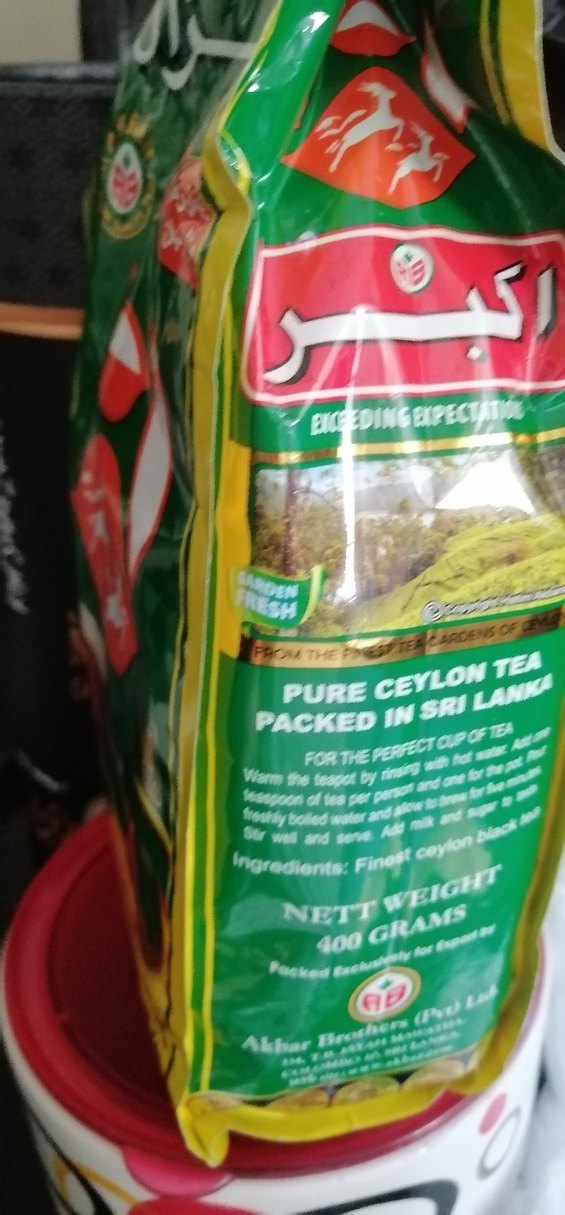 اكبر
EXCEEDING EXPECTATION
GARDEN
FRESH
FROM THE FINEST TEA GARDENS OF
PURE CEYLON TEA
PACKED IN SRI LANKA
FOR THE PERFECT CUP OF TEA
Warm the teapot by rinsing with hot water. Add one
teaspoon of tea per person and one for the pot. Pour
freshly boiled water and allow to brew for five minutes.
Stir well and serve. Add milk and sugar to taste
Ingredients: Finest ceylon black tea
NETT WEIGHT
400 GRAMS
Packed Exclusively for Export by
Akbar Brothers (Pvt) Ltd
COLOMBO 10, SRI LANKA